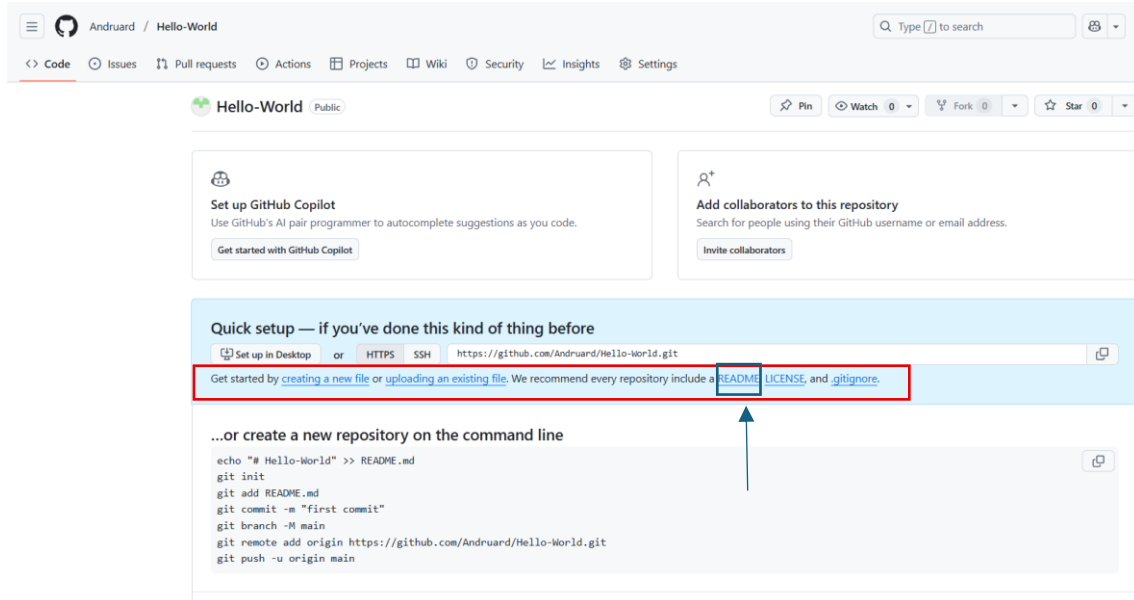 Andruard / Hello-World
Type / to search
Code Issues Pull requests Actions Projects Wiki Security Insights Settings
Hello-World Public
Pin Watch 0 Fork 0 Star 0
Set up GitHub Copilot
Use GitHub's AI pair programmer to autocomplete suggestions as you code.
Get started with GitHub Copilot
Add collaborators to this repository
Search for people using their GitHub username or email address.
Invite collaborators
Quick setup — if you've done this kind of thing before
Set up in Desktop or HTTPS SSH https://github.com/Andruard/Hello-World.git
Get started by creating a new file or uploading an existing file. We recommend every repository include a README, LICENSE, and .gitignore.
...or create a new repository on the command line
echo "# Hello-World" >> README.md
git init
git add README.md
git commit -m "first commit"
git branch -M main
git remote add origin https://github.com/Andruard/Hello-World.git
git push -u origin main